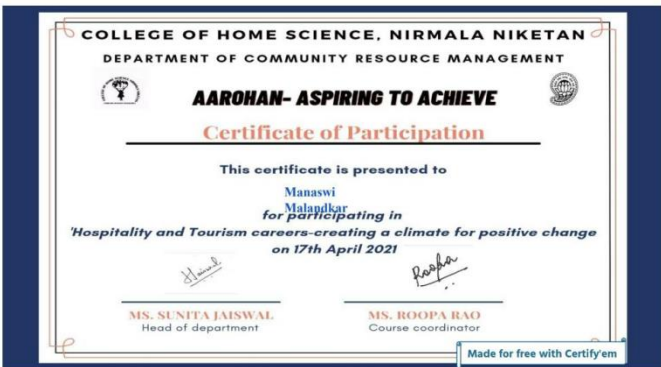 COLLEGE OF HOME SCIENCE, NIRMALA NIKETAN
DEPARTMENT OF COMMUNITY RESOURCE MANAGEMENT
AAROHAN- ASPIRING TO ACHIEVE
Certificate of Participation
This certificate is presented to
Manaswi
Malandkar
for participating in
'Hospitality and Tourism careers-creating a climate for positive change
on 17th April 2021
Roopa
MS. SUNITA JAISWAL
MS. ROOPA RAO
Head of department
Course coordinator
Made for free with Certify'em